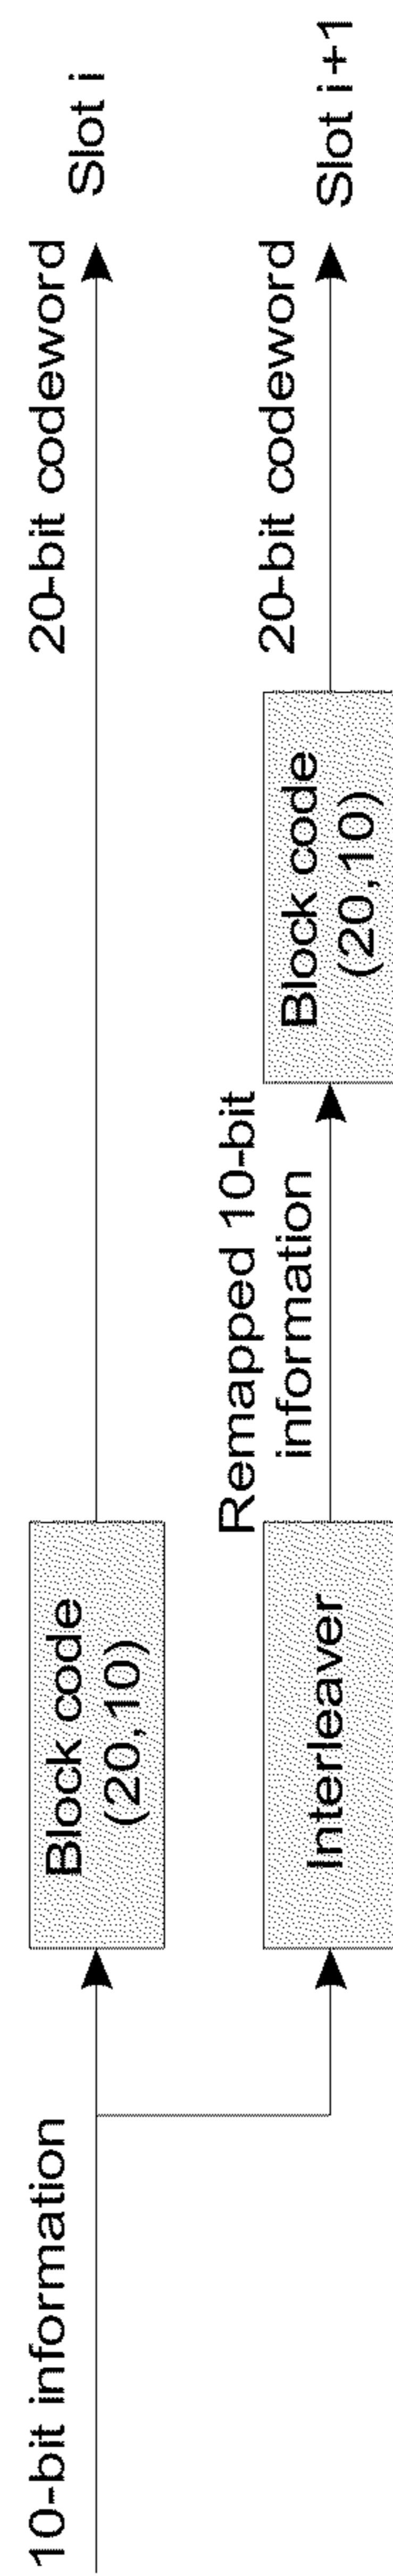 10-bit information
Block code
(20,10)
20-bit codeword
Slot i
Interleaver
Remapped 10-bit
information
Block code
(20,10)
20-bit codeword
Slot i+1